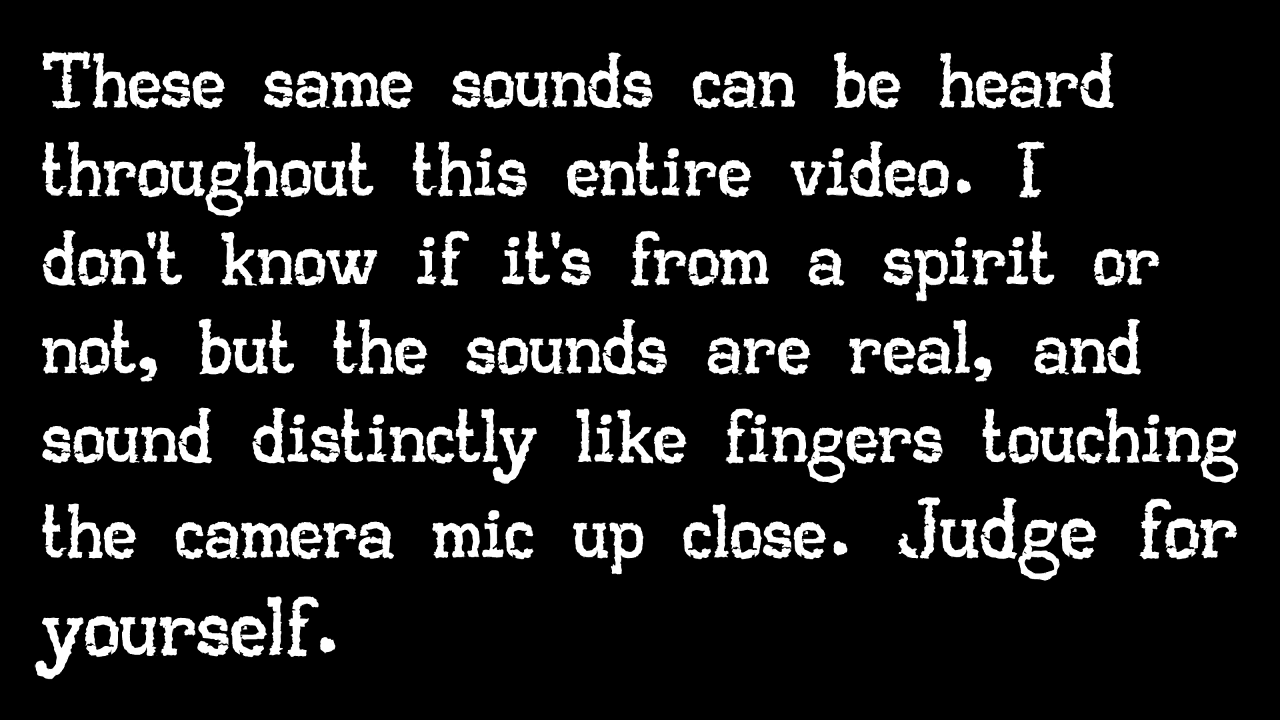 These same sounds can be heard
throughout this entire video. I
don't know if it's from a spirit or
not, but the sounds are real, and
sound distinctly like fingers touching
the camera mic up close. Judge for
yourself.